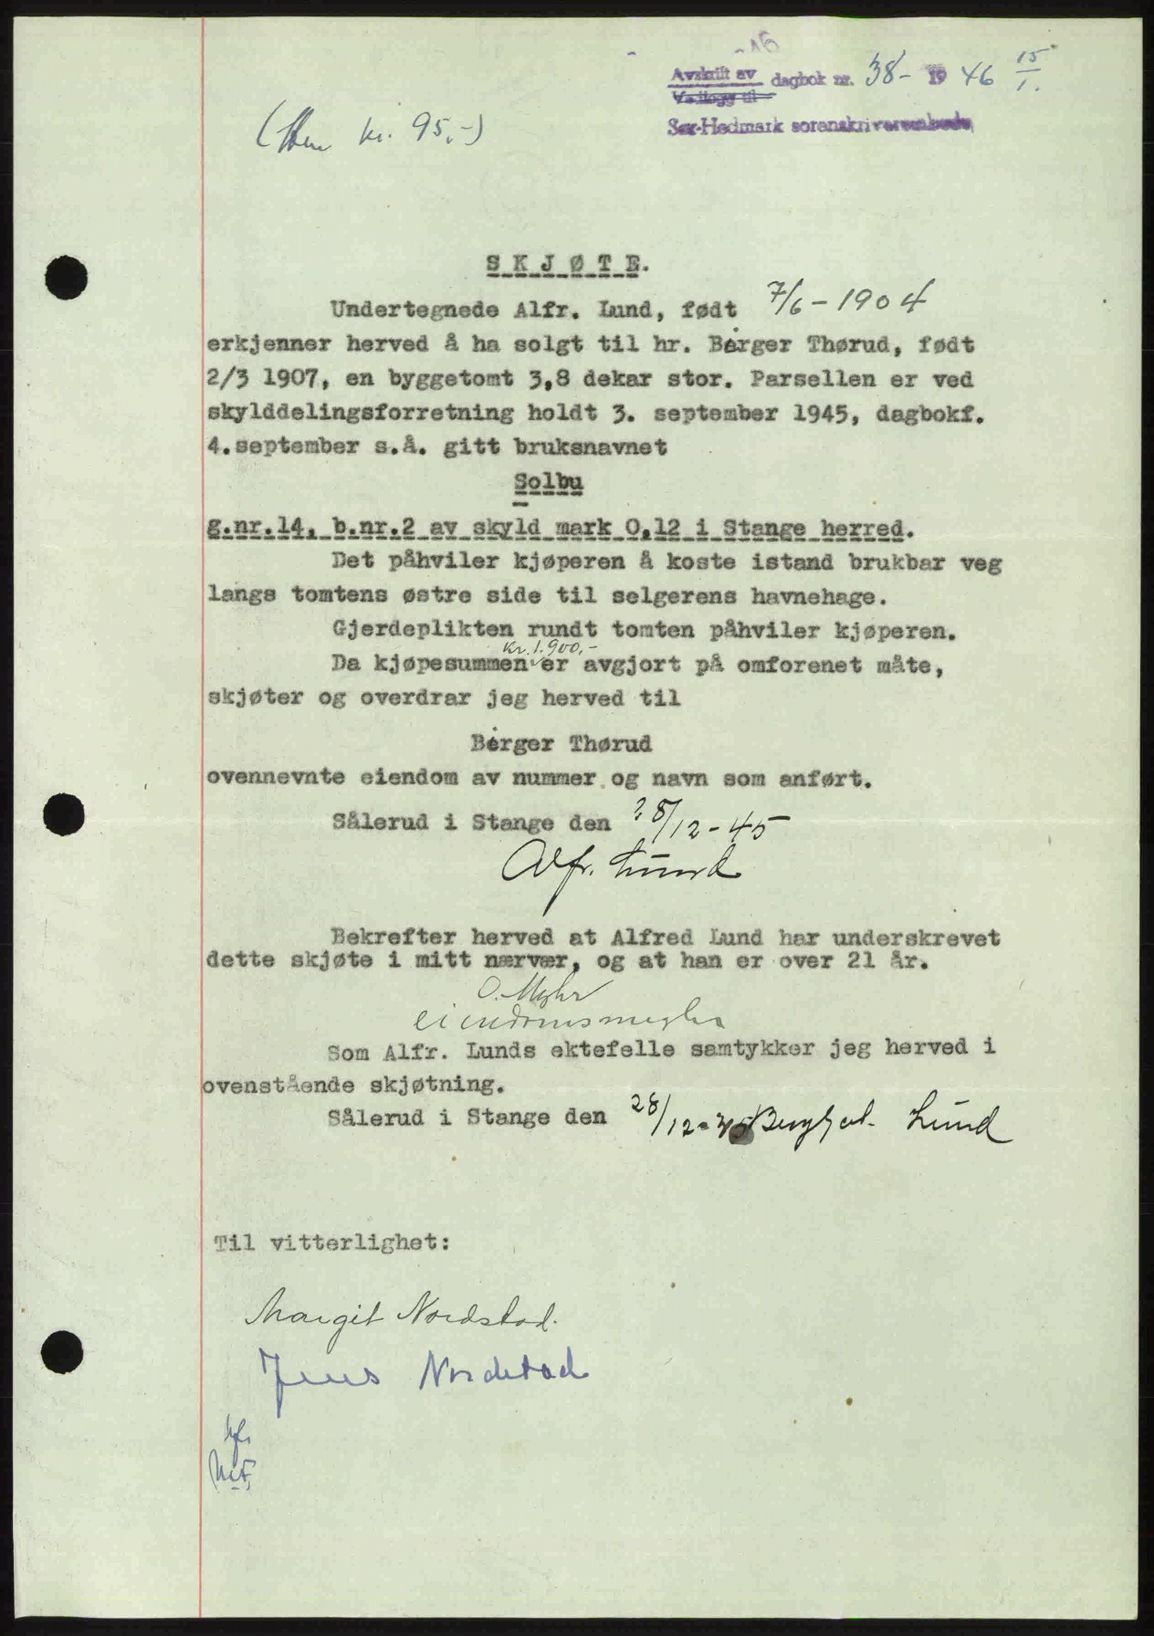 -16
Avskrift av dagbok nr. 38- 1946 15/1.
Vedlegg til
Sør-Hedmark sorenskriverembede
( kr. 95,-)
SKJØTE.
Undertegnede Alfr. Lund, født 7/6-1904
erkjenner herved å ha solgt til hr. Børger Thørud, født
2/3 1907, en byggetomt 3,8 dekar stor. Parsellen er ved
skylddelingsforretning holdt 3. september 1945, dagbokf.
4.september s.å. gitt bruksnavnet
Solbu
g.nr.14, b.nr.2 av skyld mark 0,12 i Stange herred.
Det påhviler kjøperen å koste istand brukbar veg
langs tomtens østre side til selgerens havnehage.
Gjerdeplikten rundt tomten påhviler kjøperen.
kr. 1.900,-
Da kjøpesummen er avgjort på omforenet måte,
skjøter og overdrar jeg herved til
Børger Thørud
ovennevnte eiendom av nummer og navn som anført.
Sålerud i Stange den 28/12-45
Alfr. Lund
Bekrefter herved at Alfred Lund har underskrevet
dette skjøte i mitt nærvær, og at han er over 21 år.
O. Myhr
eiendomsmegler
Som Alfr. Lunds ektefelle samtykker jeg herved i
ovenstående skjøtning.
Sålerud i Stange den 28/12-45 Lund
Til vitterlighet:
Margit Nordstad.
Jens Nordstad